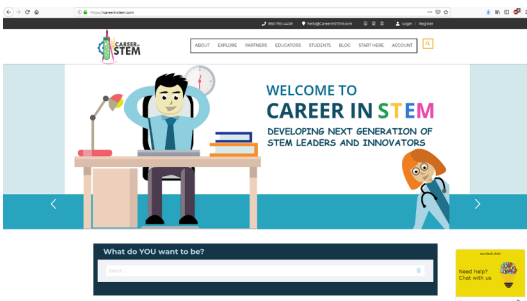 https://careerinstem.com
Login | Register
CAREER IN
STEM
ABOUT EXPLORE PARTNERS EDUCATORS STUDENTS BLOG START HERE ACCOUNT
WELCOME TO
CAREER IN STEM
DEVELOPING NEXT GENERATION OF
STEM LEADERS AND INNOVATORS
What do YOU want to be?
Search
Need help?
Chat with us